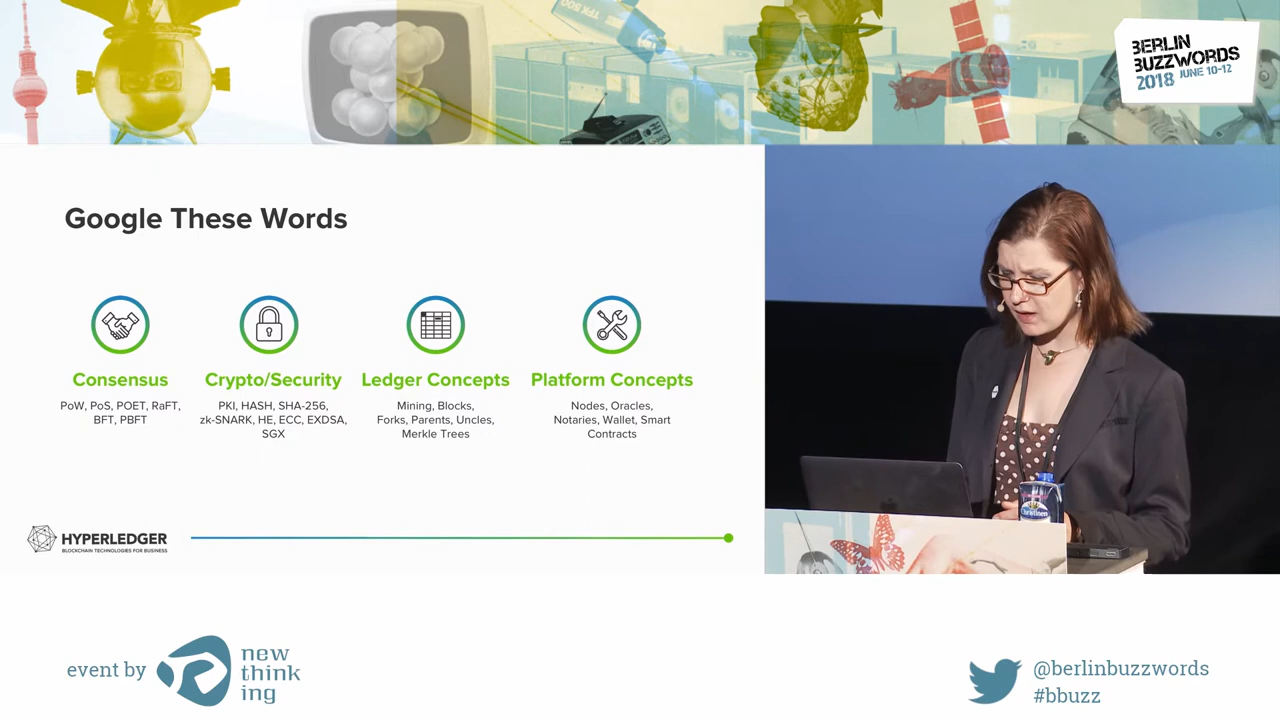 TFK 500
BERLIN
BUZZWORDS
2018 JUNE 10-12
Google These Words
Consensus
PoW, PoS, POET, RaFT,
BFT, PBFT
Crypto/Security
PKI, HASH, SHA-256,
zk-SNARK, HE, ECC, EXDSA,
SGX
Ledger Concepts
Mining, Blocks,
Forks, Parents, Uncles,
Merkle Trees
Platform Concepts
Nodes, Oracles,
Notaries, Wallet, Smart
Contracts
HYPERLEDGER
BLOCKCHAIN TECHNOLOGIES FOR BUSINESS
Christinen
event by
new
think
ing
@berlinbuzzwords
#bbuzz